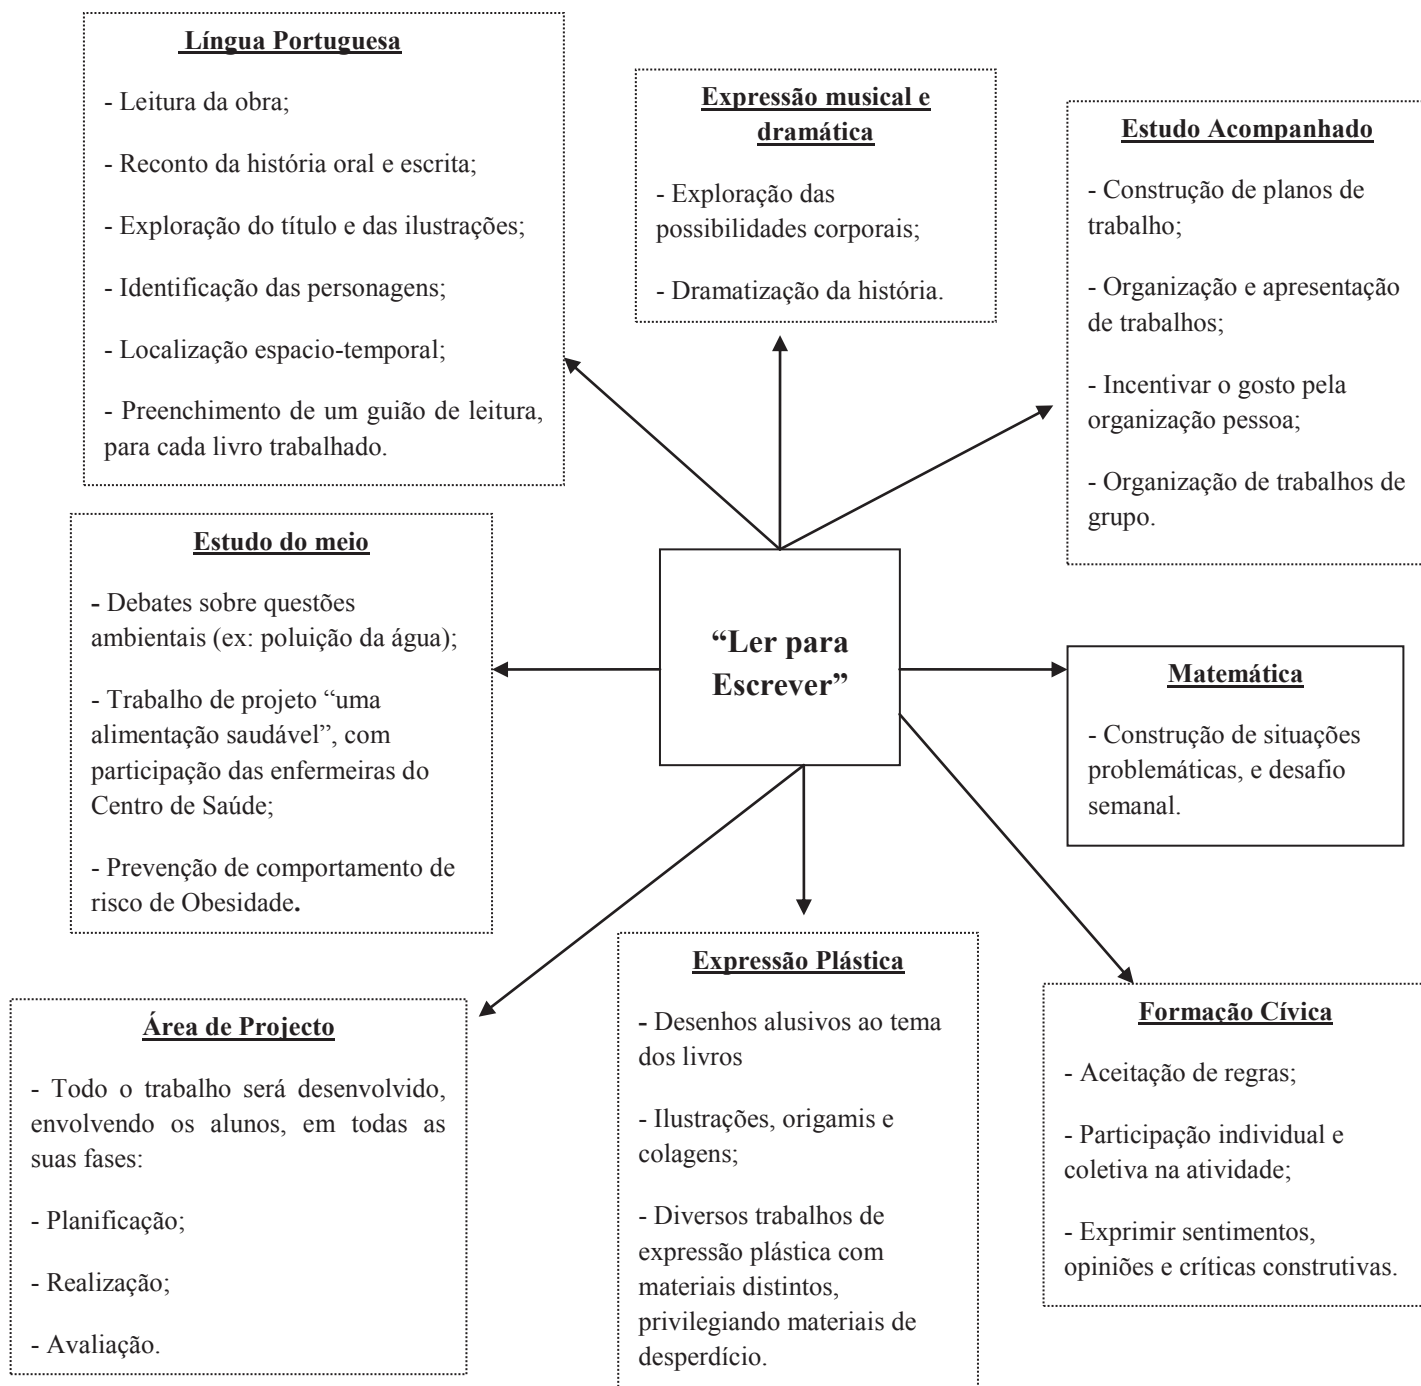 Língua Portuguesa
- Leitura da obra;
- Reconto da história oral e escrita;
- Exploração do título e das ilustrações;
- Identificação das personagens;
- Localização espacio-temporal;
- Preenchimento de um guião de leitura,
para cada livro trabalhado.
Expressão musical e
dramática
- Exploração das
possibilidades corporais;
- Dramatização da história.
Estudo Acompanhado
- Construção de planos de
trabalho;
- Organização e apresentação
de trabalhos;
- Incentivar o gosto pela
organização pessoa;
- Organização de trabalhos de
grupo.
Estudo do meio
- Debates sobre questões
ambientais (ex: poluição da água);
- Trabalho de projeto “uma
alimentação saudável”, com
participação das enfermeiras do
Centro de Saúde;
- Prevenção de comportamento de
risco de Obesidade.
“Ler para
Escrever”
Matemática
- Construção de situações
problemáticas, e desafio
semanal.
Área de Projecto
- Todo o trabalho será desenvolvido,
envolvendo os alunos, em todas as
suas fases:
- Planificação;
- Realização;
- Avaliação.
Expressão Plástica
- Desenhos alusivos ao tema
dos livros
- Ilustrações, origamis e
colagens;
- Diversos trabalhos de
expressão plástica com
materiais distintos,
privilegiando materiais de
desperdício.
Formação Cívica
- Aceitação de regras;
- Participação individual e
coletiva na atividade;
- Exprimir sentimentos,
opiniões e críticas construtivas.